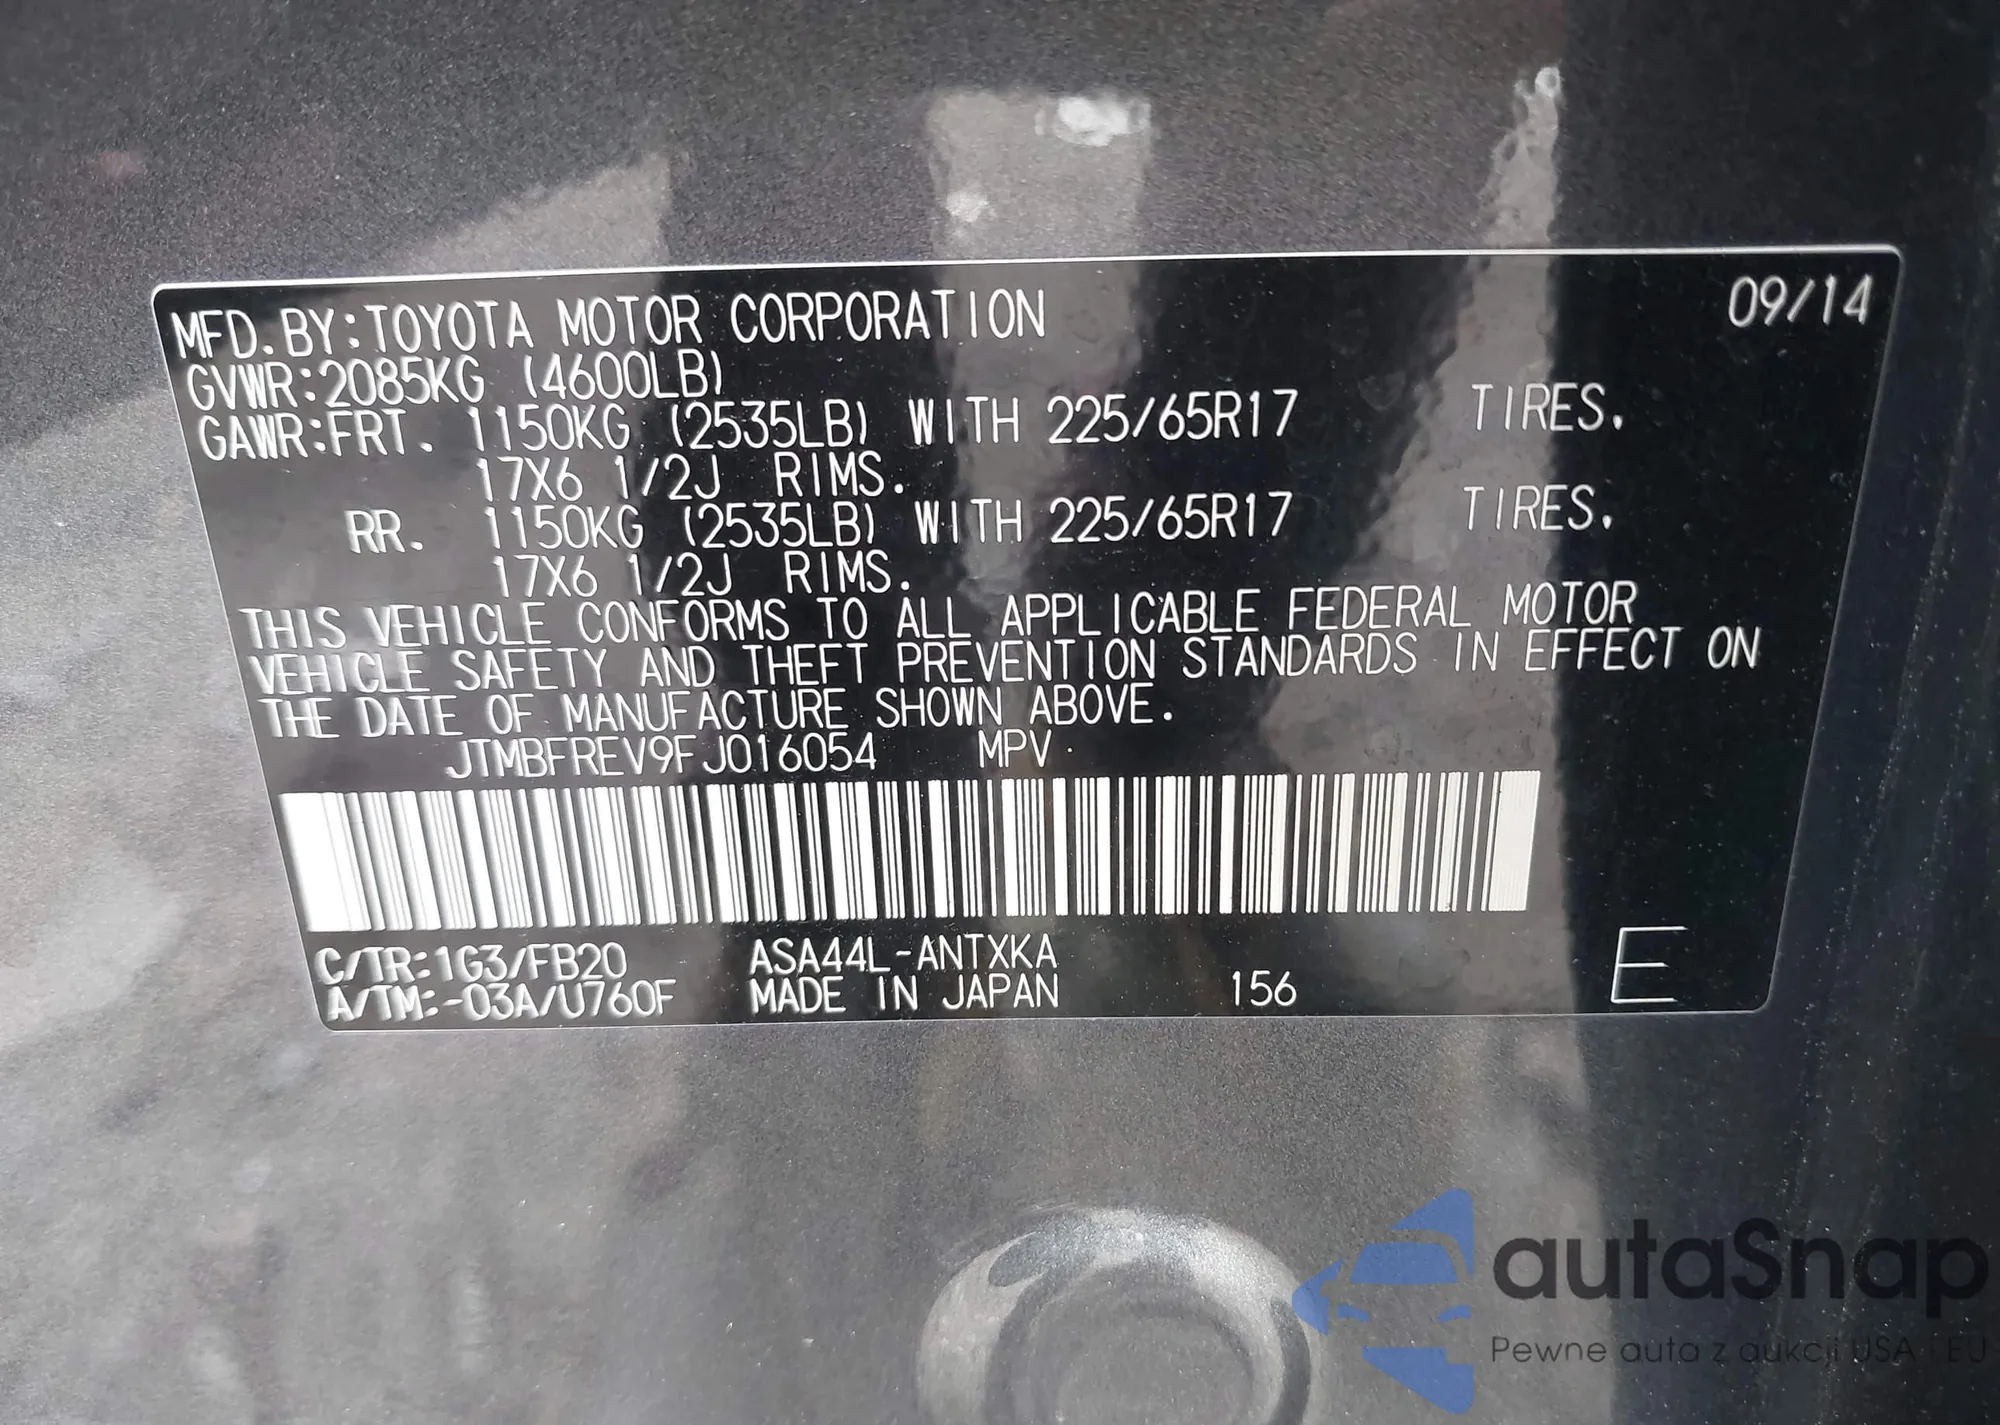 MFD.BY:TOYOTA MOTOR CORPORATION 09/14
GVWR:2085KG (4600LB)
GAWR:FRT. 1150KG (2535LB) WITH 225/65R17 TIRES.
17X6 1/2J RIMS.
RR. 1150KG (2535LB) WITH 225/65R17 TIRES.
17X6 1/2J RIMS.
THIS VEHICLE CONFORMS TO ALL APPLICABLE FEDERAL MOTOR
VEHICLE SAFETY AND THEFT PREVENTION STANDARDS IN EFFECT ON
THE DATE OF MANUFACTURE SHOWN ABOVE.
JTMBFREV9FJ016054 MPV
C/TR:1G3/FB20 ASA44L-ANTXKA
A/TM:-03A/U760F MADE IN JAPAN 156 E
autaSnap
Pewne auta z aukcji USA i EU